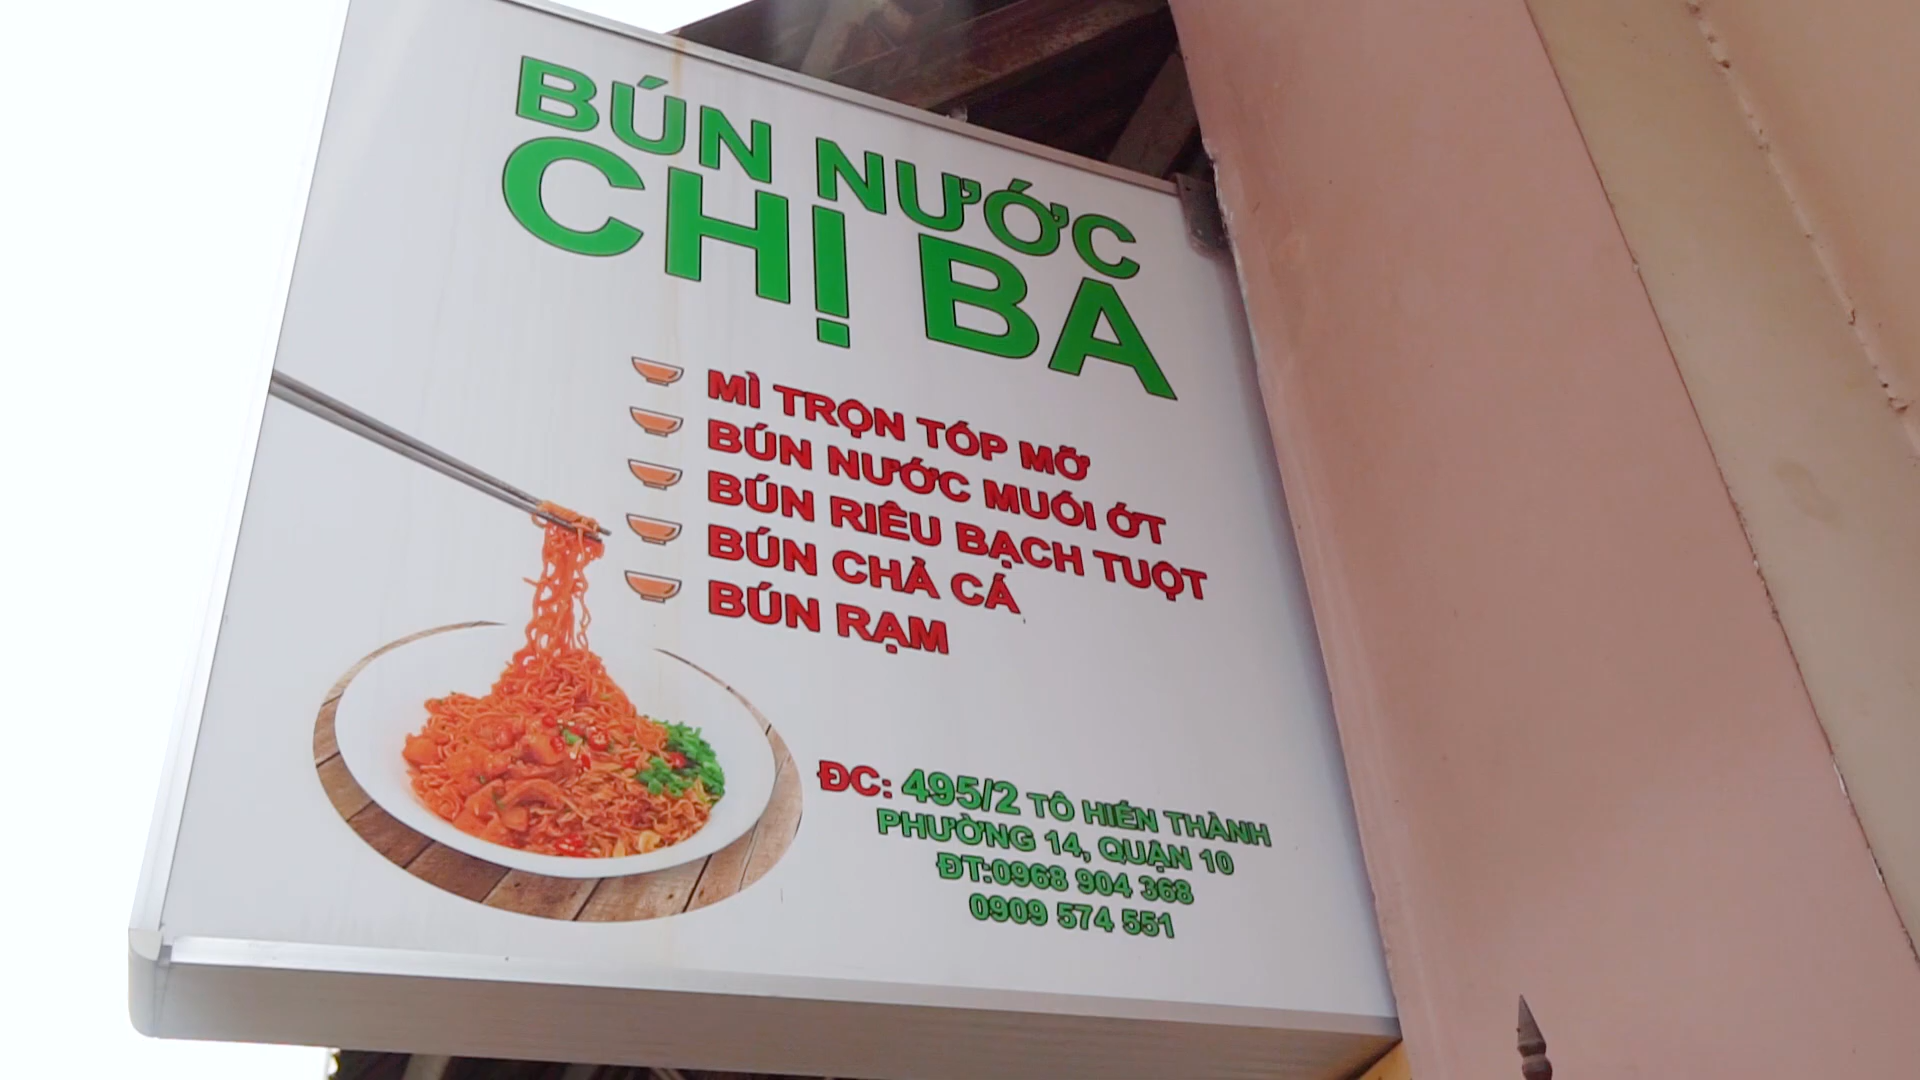 BÚN NƯỚC
CHỊ BA
MÌ TRỘN TÓP MỠ
BÚN NƯỚC MUỐI ỚT
BÚN RIÊU BẠCH TUỘT
BÚN CHẢ CÁ
BÚN RẠM
ĐC: 495/2 TÔ HIẾN THÀNH
PHƯỜNG 14, QUẬN 10
ĐT:0968 904 368
0909 574 551